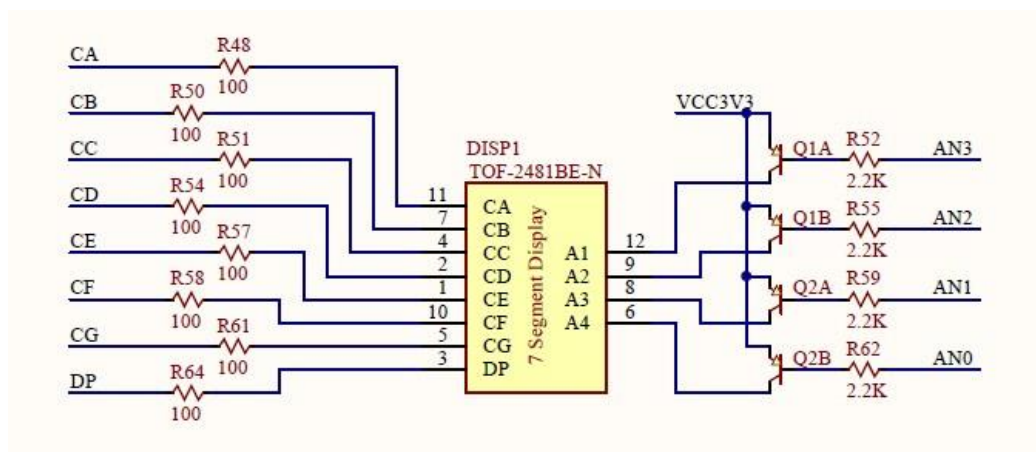 CA
R48
100
CB
R50
100
CC
R51
100
CD
R54
100
CE
R57
100
CF
R58
100
CG
R61
100
DP
R64
100
DISP1
TOF-2481BE-N
11 CA
7 CB
4 CC
2 CD
1 CE
10 CF
5 CG
3 DP
7 Segment Display
A1 12
A2 9
A3 8
A4 6
VCC3V3
Q1A R52 AN3
2.2K
Q1B R55 AN2
2.2K
Q2A R59 AN1
2.2K
Q2B R62 AN0
2.2K